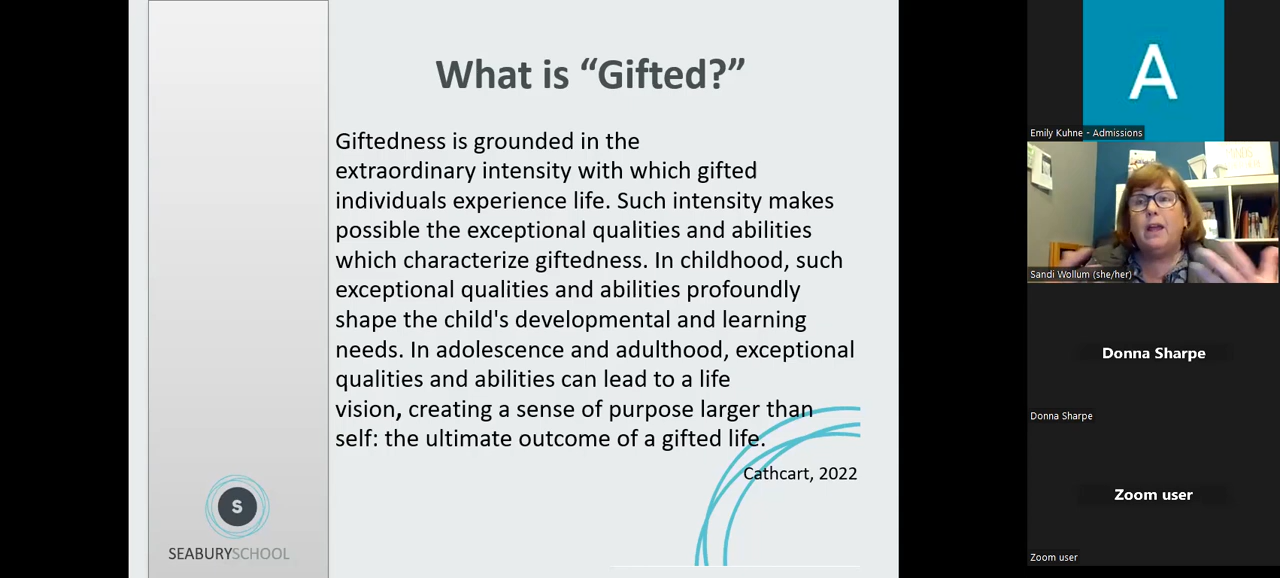 What is “Gifted?”
Giftedness is grounded in the
extraordinary intensity with which gifted
individuals experience life. Such intensity makes
possible the exceptional qualities and abilities
which characterize giftedness. In childhood, such
exceptional qualities and abilities profoundly
shape the child's developmental and learning
needs. In adolescence and adulthood, exceptional
qualities and abilities can lead to a life
vision, creating a sense of purpose larger than
self: the ultimate outcome of a gifted life.
Cathcart, 2022
S
SEABURYSCHOOL
A
Emily Kuhne - Admissions
Sandi Wollum (she/her)
Donna Sharpe
Donna Sharpe
Zoom user
Zoom user